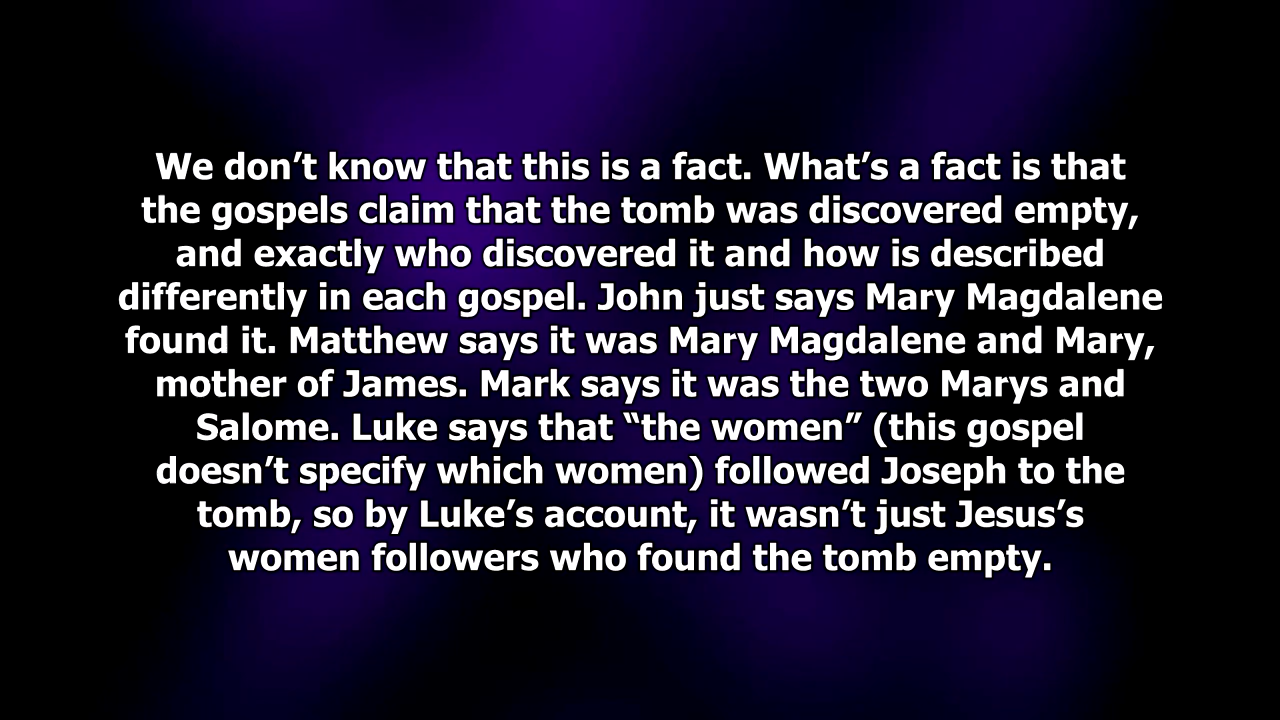 We don’t know that this is a fact. What’s a fact is that
the gospels claim that the tomb was discovered empty,
and exactly who discovered it and how is described
differently in each gospel. John just says Mary Magdalene
found it. Matthew says it was Mary Magdalene and Mary,
mother of James. Mark says it was the two Marys and
Salome. Luke says that “the women” (this gospel
doesn’t specify which women) followed Joseph to the
tomb, so by Luke’s account, it wasn’t just Jesus’s
women followers who found the tomb empty.